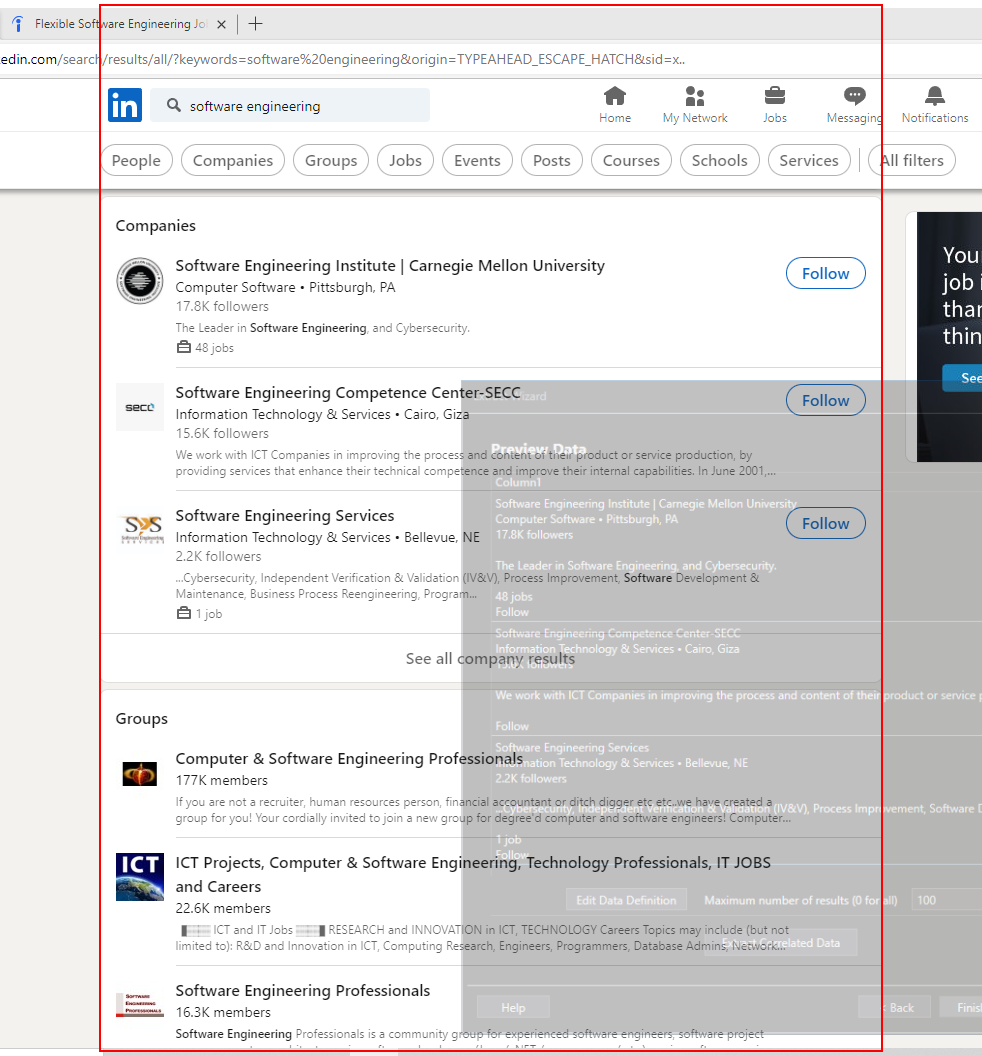 Flexible Software Engineering Jo
edin.com/search/results/all/?keywords=software%20engineering&origin=TYPEAHEAD_ESCAPE_HATCH&sid=x..
in
software engineering
Home
My Network
Jobs
Messaging
Notifications
People
Companies
Groups
Jobs
Events
Posts
Courses
Schools
Services
All filters
Companies
Software Engineering Institute | Carnegie Mellon University
Computer Software • Pittsburgh, PA
17.8K followers
The Leader in Software Engineering, and Cybersecurity.
48 jobs
Follow
You
job i
than
thin
See
secc
Software Engineering Competence Center-SECC
Information Technology & Services • Cairo, Giza
15.6K followers
We work with ICT Companies in improving the process and content of their product or service production, by
providing services that enhance their technical competence and improve their internal capabilities. In June 2001,...
Follow
SYS
Software Engineering
SERVICES
Software Engineering Services
Information Technology & Services • Bellevue, NE
2.2K followers
...Cybersecurity, Independent Verification & Validation (IV&V), Process Improvement, Software Development &
Maintenance, Business Process Reengineering, Program...
1 job
Follow
See all company results
Groups
Computer & Software Engineering Professionals
177K members
If you are not a recruiter, human resources person, financial accountant or ditch digger etc etc..we have created a
group for you! Your cordially invited to join a new group for degree'd computer and software engineers! Computer...
ICT
ICT Projects, Computer & Software Engineering, Technology Professionals, IT JOBS
and Careers
22.6K members
ICT and IT Jobs RESEARCH and INNOVATION in ICT, TECHNOLOGY Careers Topics may include (but not
limited to): R&D and Innovation in ICT, Computing Research, Engineers, Programmers, Database Admins, Network...
SOFTWARE
ENGINEERING
PROFESSIONALS
Software Engineering Professionals
16.3K members
Software Engineering Professionals is a community group for experienced software engineers, software project
Wizard
Preview Data
Column1
Software Engineering Institute | Carnegie Mellon University
Computer Software • Pittsburgh, PA
17.8K followers
The Leader in Software Engineering, and Cybersecurity.
48 jobs
Follow
Software Engineering Competence Center-SECC
Information Technology & Services • Cairo, Giza
15.6K followers
We work with ICT Companies in improving the process and content of their product or service p
Follow
Software Engineering Services
Information Technology & Services • Bellevue, NE
2.2K followers
...Cybersecurity, Independent Verification & Validation (IV&V), Process Improvement, Software D
1 job
Follow
Edit Data Definition
Maximum number of results (0 for all)
100
Extract Correlated Data
Help
< Back
Finish